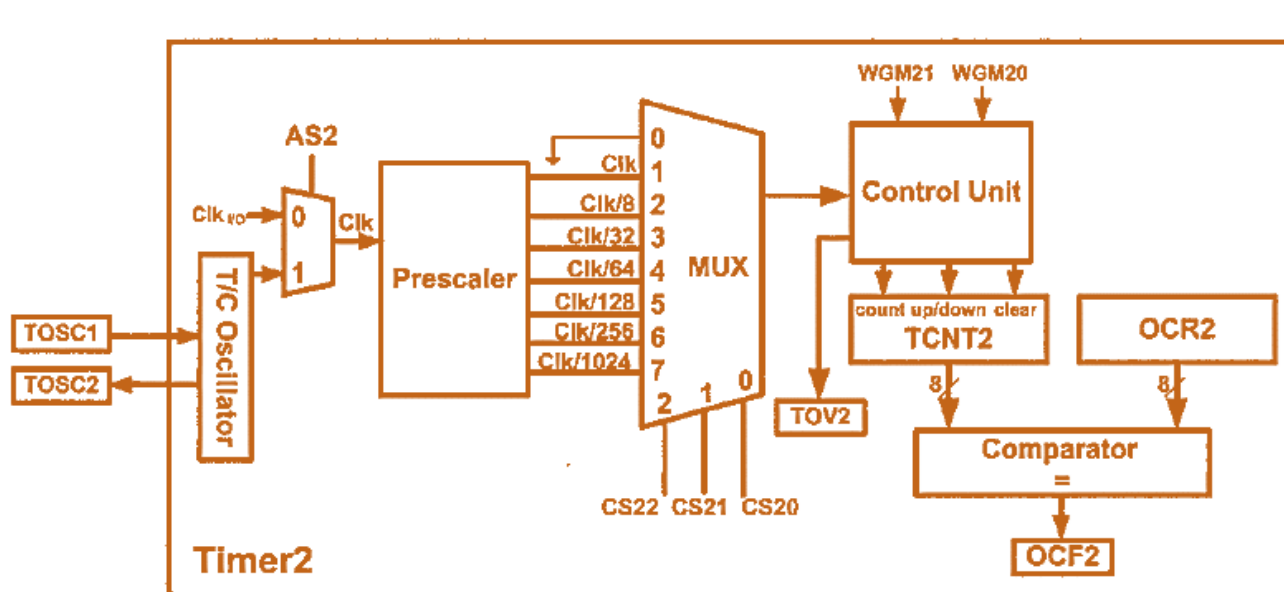 WGM21 WGM20
AS2
0
Clk
1
Clk I/O
0
Clk
Clk/8
2
Control Unit
Clk/32
3
1
Prescaler
Clk/64
4
MUX
T/C Oscillator
Clk/128
5
count up/down clear
TCNT2
OCR2
TOSC1
Clk/256
6
TOSC2
Clk/1024
7
2
1
0
8
8
TOV2
Comparator
=
CS22 CS21 CS20
OCF2
Timer2